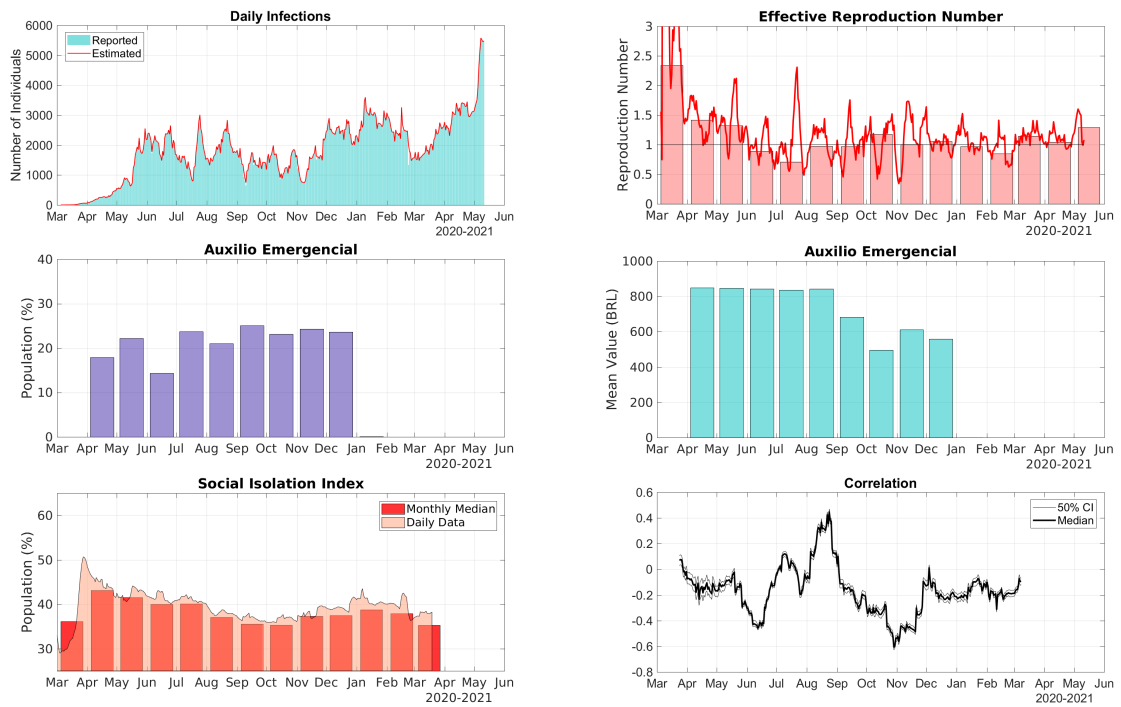 Daily Infections
6000
5000
4000
3000
2000
1000
0
Number of Individuals
Reported
Estimated
Mar Apr May Jun Jul Aug Sep Oct Nov Dec Jan Feb Mar Apr May Jun
2020-2021
Effective Reproduction Number
3
2.5
2
1.5
1
0.5
0
Reproduction Number
Mar Apr May Jun Jul Aug Sep Oct Nov Dec Jan Feb Mar Apr May Jun
2020-2021
Auxilio Emergencial
40
30
20
10
0
Population (%)
Mar Apr May Jun Jul Aug Sep Oct Nov Dec Jan Feb Mar Apr May Jun
2020-2021
Auxilio Emergencial
1000
800
600
400
200
0
Mean Value (BRL)
Mar Apr May Jun Jul Aug Sep Oct Nov Dec Jan Feb Mar Apr May Jun
2020-2021
Social Isolation Index
60
50
40
30
Population (%)
Monthly Median
Daily Data
Mar Apr May Jun Jul Aug Sep Oct Nov Dec Jan Feb Mar Apr May Jun
2020-2021
Correlation
0.6
0.4
0.2
0
-0.2
-0.4
-0.6
-0.8
50% CI
Median
Mar Apr May Jun Jul Aug Sep Oct Nov Dec Jan Feb Mar Apr May Jun
2020-2021